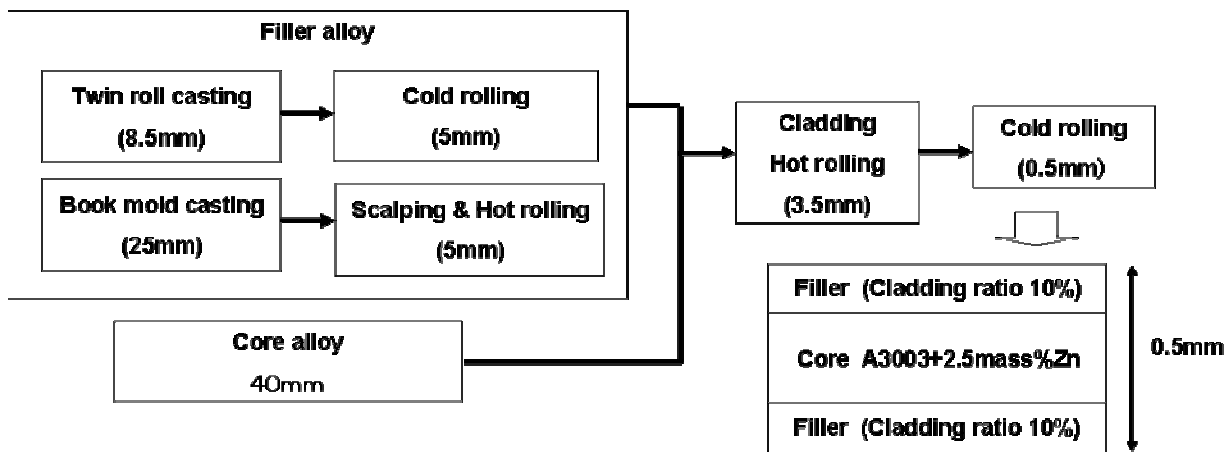 Filler alloy
Twin roll casting
(8.5mm)
Cold rolling
(5mm)
Book mold casting
(25mm)
Scalping & Hot rolling
(5mm)
Core alloy
40mm
Cladding
Hot rolling
(3.5mm)
Cold rolling
(0.5mm)
Filler (Cladding ratio 10%)
Core A3003+2.5mass%Zn
Filler (Cladding ratio 10%)
0.5mm